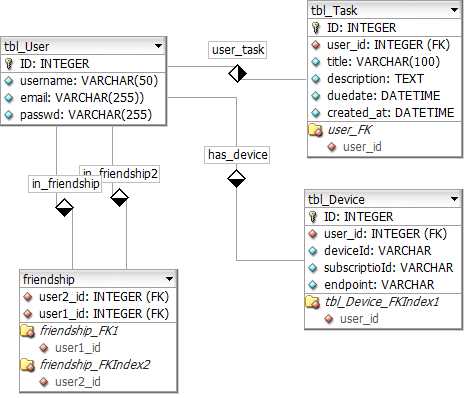 tbl_User
ID: INTEGER
username: VARCHAR(50)
email: VARCHAR(255))
passwd: VARCHAR(255)
user_task
tbl_Task
ID: INTEGER
user_id: INTEGER (FK)
title: VARCHAR(100)
description: TEXT
duedate: DATETIME
created_at: DATETIME
user_FK
user_id
in_friendship2
in_friendship
has_device
tbl_Device
ID: INTEGER
user_id: INTEGER (FK)
deviceId: VARCHAR
subscriptioId: VARCHAR
endpoint: VARCHAR
tbl_Device_FKIndex1
user_id
friendship
user2_id: INTEGER (FK)
user1_id: INTEGER (FK)
friendship_FK1
user1_id
friendship_FKIndex2
user2_id